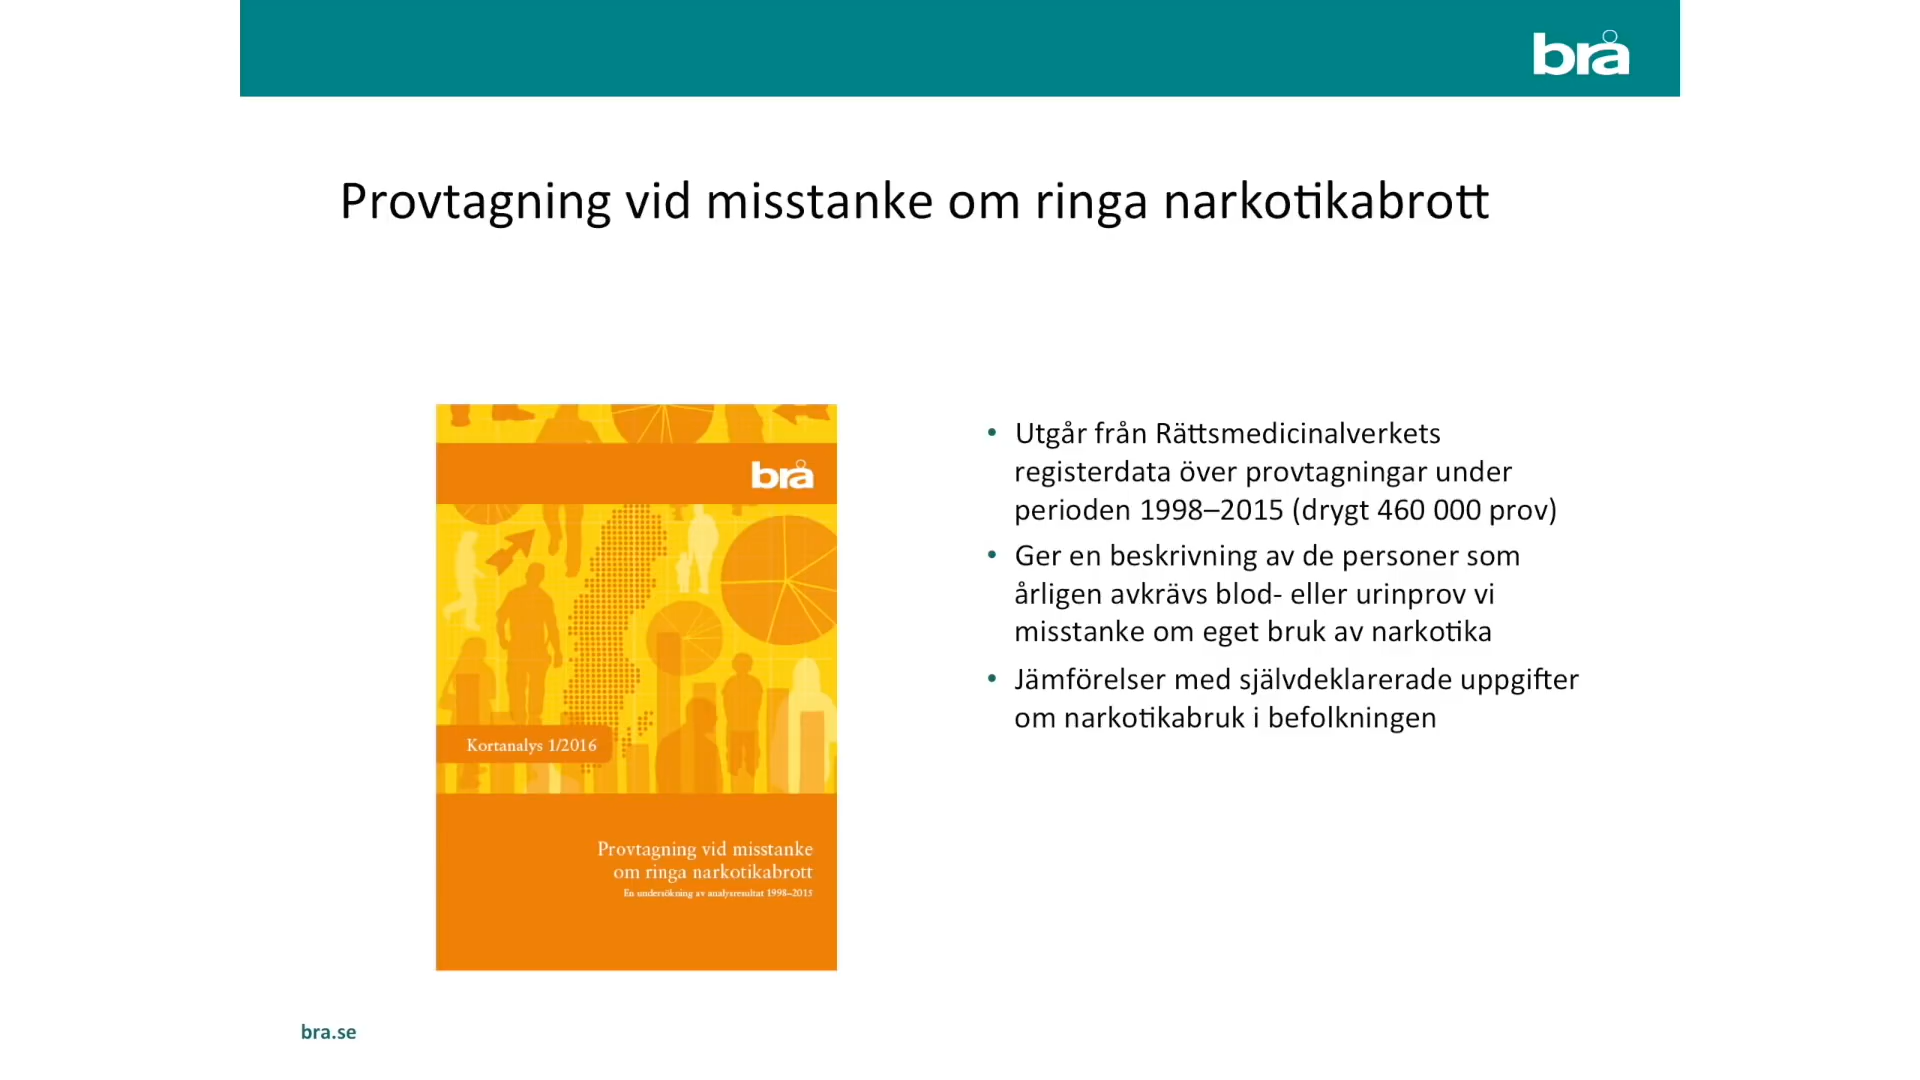 brå
Provtagning vid misstanke om ringa narkotikabrott
brå
Kortanalys 1/2016
Provtagning vid misstanke
om ringa narkotikabrott
En undersökning av analysresultat 1998–2015
• Utgår från Rättsmedicinalverkets
registerdata över provtagningar under
perioden 1998–2015 (drygt 460 000 prov)
• Ger en beskrivning av de personer som
årligen avkrävs blod- eller urinprov vi
misstanke om eget bruk av narkotika
• Jämförelser med självdeklarerade uppgifter
om narkotikabruk i befolkningen
bra.se